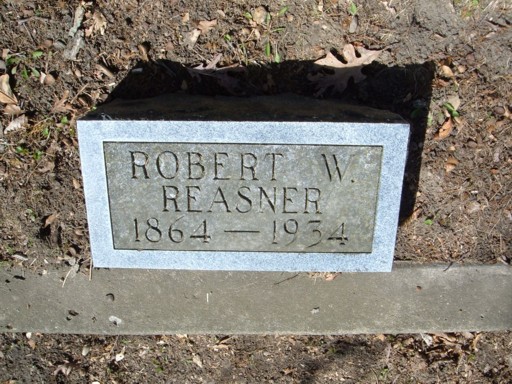 ROBERT W.
REASNER
1864 — 1934